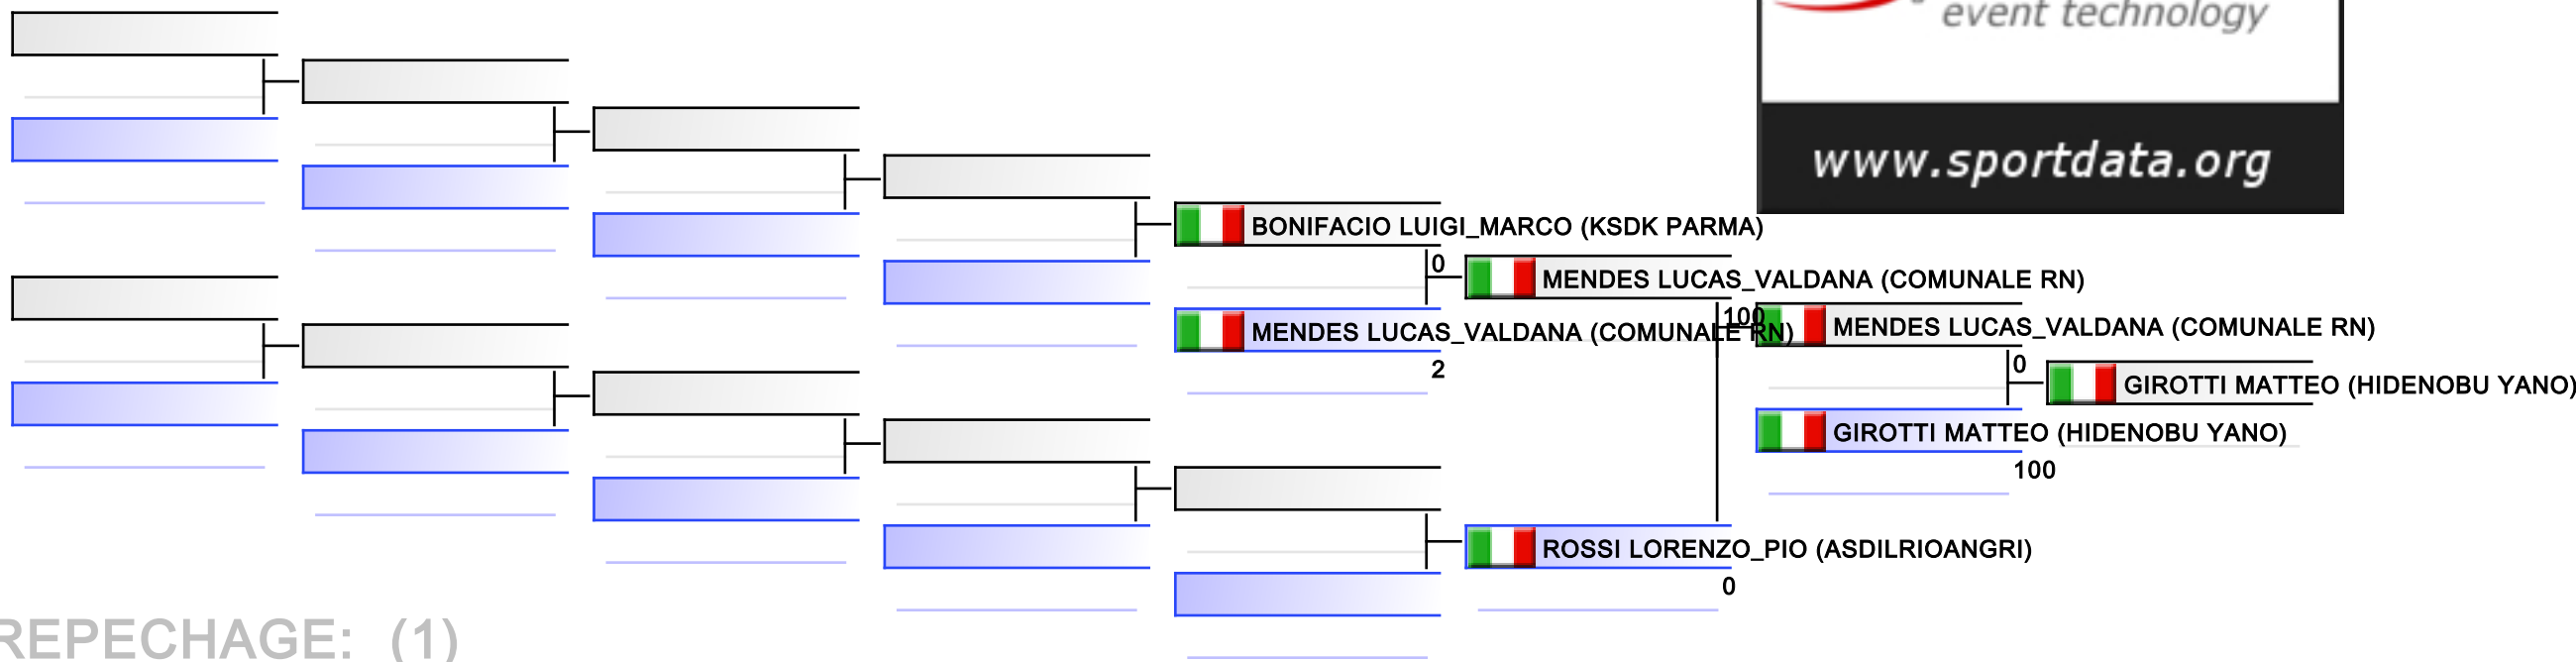 event technology
www.sportdata.org
BONIFACIO LUIGI_MARCO (KSDK PARMA)
0
MENDES LUCAS_VALDANA (COMUNALE RN)
MENDES LUCAS_VALDANA (COMUNALE RN)
2
100
MENDES LUCAS_VALDANA (COMUNALE RN)
0
GIROTTI MATTEO (HIDENOBU YANO)
GIROTTI MATTEO (HIDENOBU YANO)
100
ROSSI LORENZO_PIO (ASDILRIOANGRI)
0
REPECHAGE: (1)